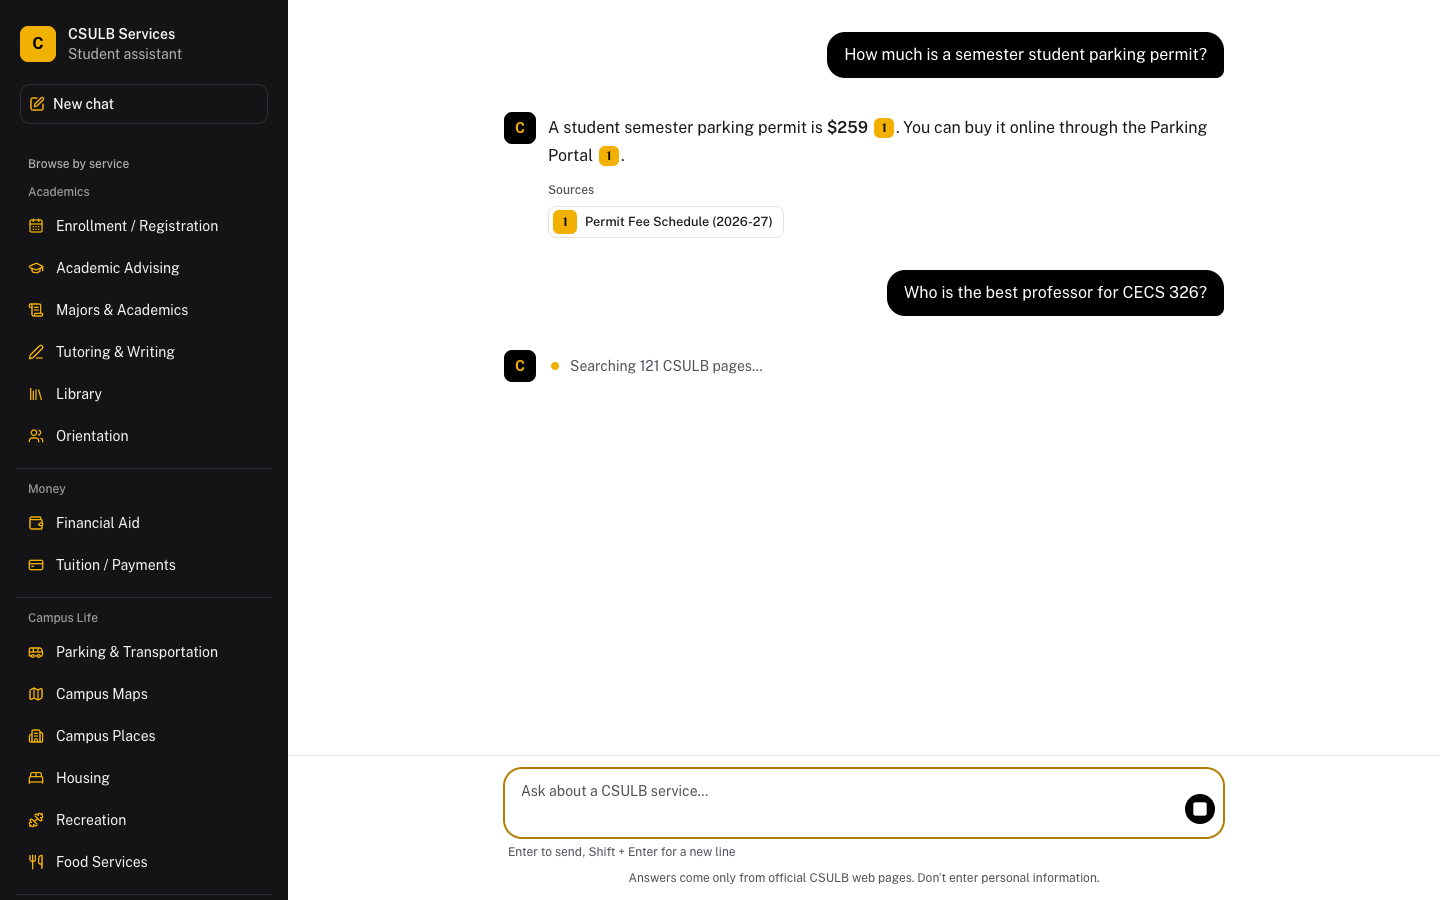 C
CSULB Services
Student assistant
New chat
Browse by service
Academics
Enrollment / Registration
Academic Advising
Majors & Academics
Tutoring & Writing
Library
Orientation
Money
Financial Aid
Tuition / Payments
Campus Life
Parking & Transportation
Campus Maps
Campus Places
Housing
Recreation
Food Services
How much is a semester student parking permit?
C
A student semester parking permit is $259 1. You can buy it online through the Parking
Portal 1.
Sources
1 Permit Fee Schedule (2026-27)
Who is the best professor for CECS 326?
C
Searching 121 CSULB pages...
Ask about a CSULB service...
Enter to send, Shift + Enter for a new line
Answers come only from official CSULB web pages. Don't enter personal information.